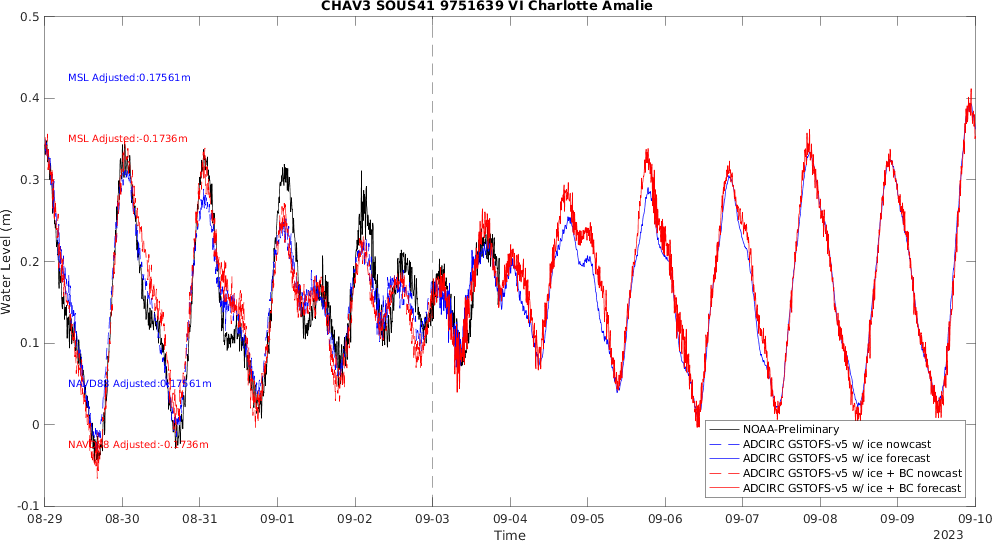 CHAV3 SOUS41 9751639 VI Charlotte Amalie
0.5
0.4
0.3
0.2
0.1
0
-0.1
Water Level (m)
MSL Adjusted:0.17561m
MSL Adjusted:-0.1736m
NAVD88 Adjusted:0.17561m
NAVD88 Adjusted:-0.1736m
NOAA-Preliminary
ADCIRC GSTOFS-v5 w/ ice nowcast
ADCIRC GSTOFS-v5 w/ ice forecast
ADCIRC GSTOFS-v5 w/ ice + BC nowcast
ADCIRC GSTOFS-v5 w/ ice + BC forecast
08-29 08-30 08-31 09-01 09-02 09-03 09-04 09-05 09-06 09-07 09-08 09-09 09-10
Time
2023